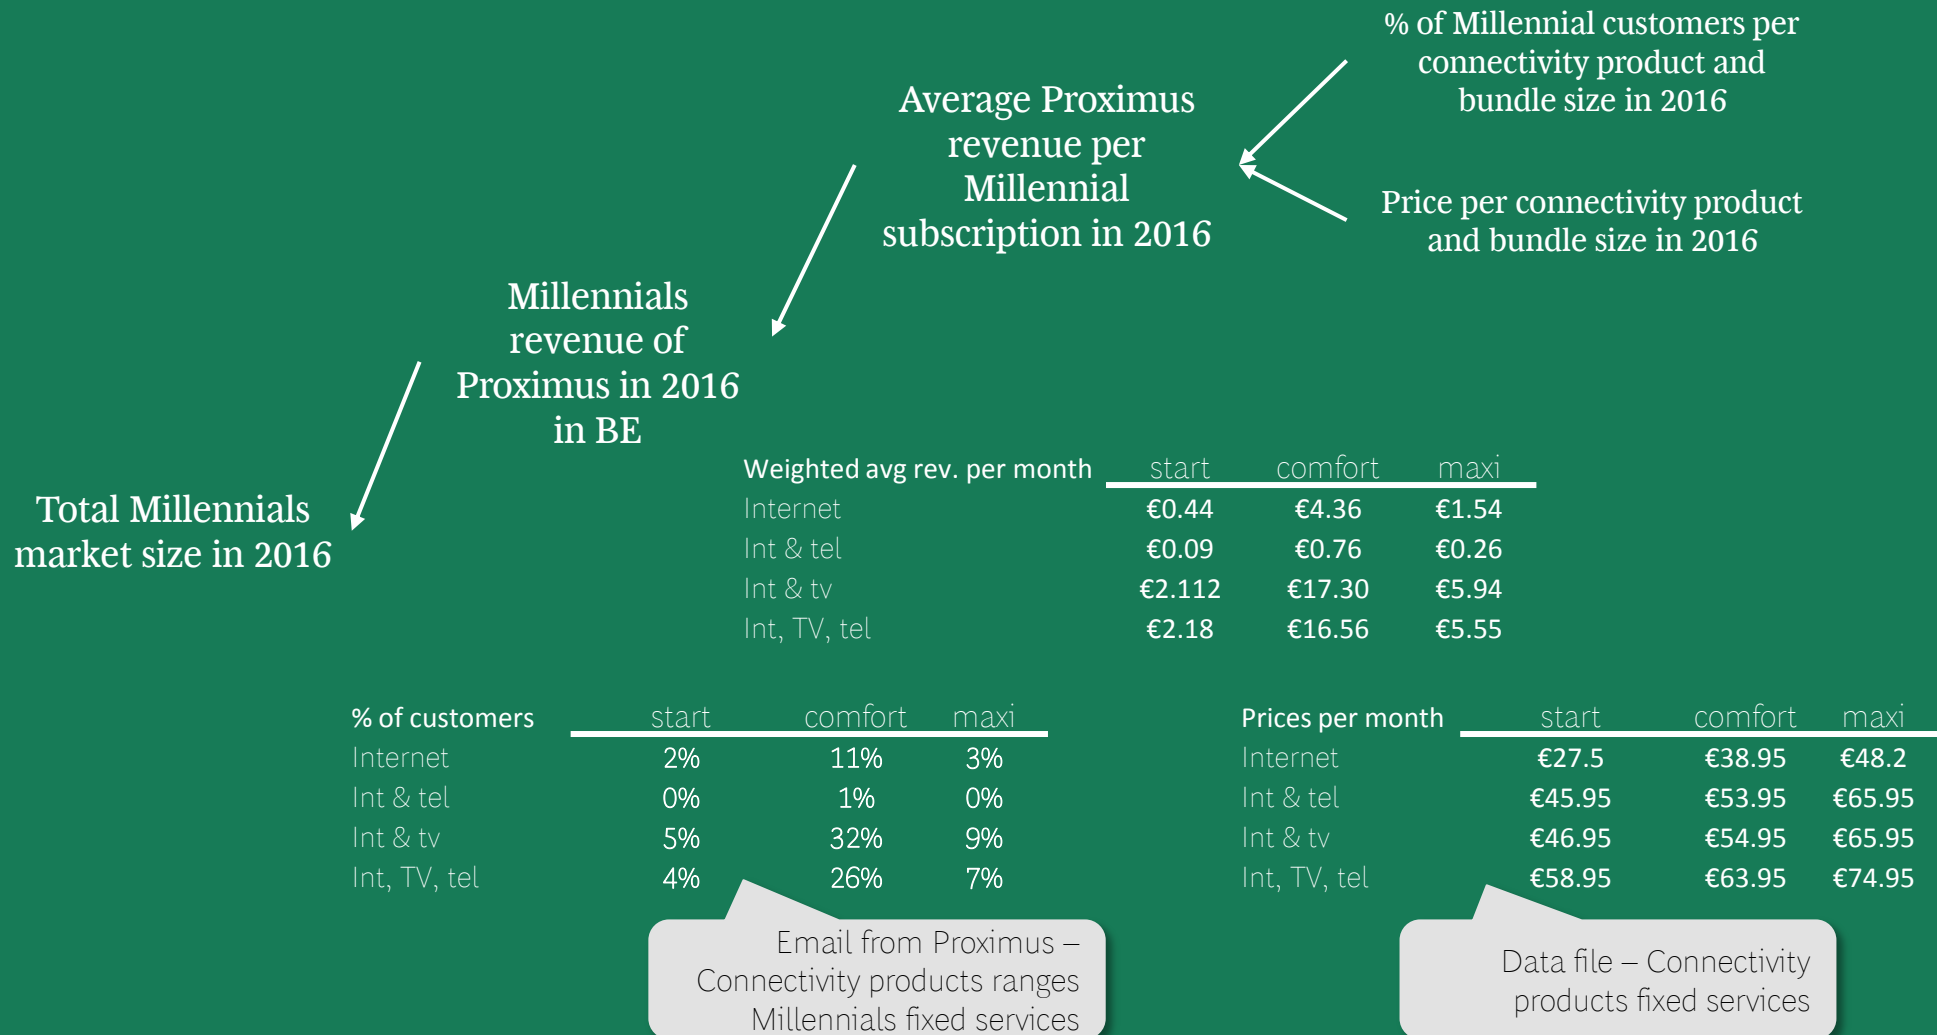 % of Millennial customers per
connectivity product and
bundle size in 2016
Average Proximus
revenue per
Millennial
subscription in 2016
Price per connectivity product
and bundle size in 2016
Millennials
revenue of
Proximus in 2016
in BE
Total Millennials
market size in 2016
Weighted avg rev. per month start comfort maxi
Internet €0.44 €4.36 €1.54
Int & tel €0.09 €0.76 €0.26
Int & tv €2.112 €17.30 €5.94
Int, TV, tel €2.18 €16.56 €5.55
% of customers start comfort maxi
Internet 2% 11% 3%
Int & tel 0% 1% 0%
Int & tv 5% 32% 9%
Int, TV, tel 4% 26% 7%
Prices per month start comfort maxi
Internet €27.5 €38.95 €48.2
Int & tel €45.95 €53.95 €65.95
Int & tv €46.95 €54.95 €65.95
Int, TV, tel €58.95 €63.95 €74.95
Email from Proximus –
Connectivity products ranges
Millennials fixed services
Data file – Connectivity
products fixed services